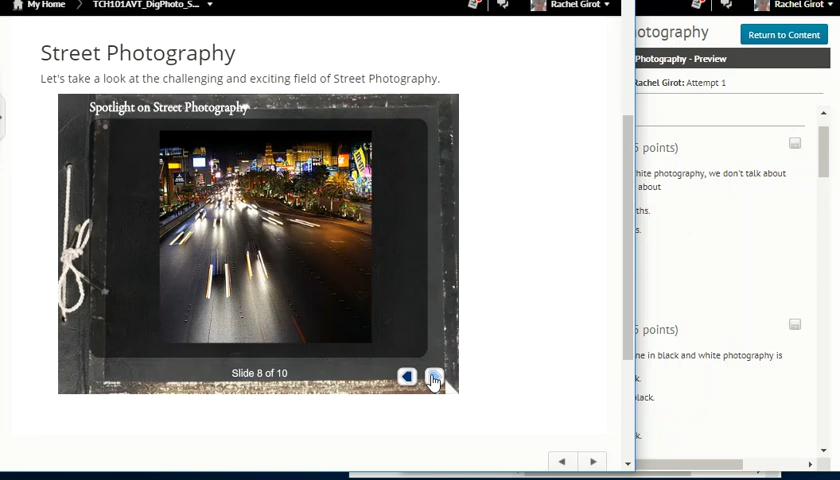 My Home
TCH101AVT_DigPhoto_S...
Rachel Girot
Rachel Girot
Street Photography
Let's take a look at the challenging and exciting field of Street Photography.
Spotlight on Street Photography
Slide 8 of 10
otography
Return to Content
Photography - Preview
Rachel Girot: Attempt 1
5 points)
white photography, we don't talk about
about
ths.
s.
5 points)
ne in black and white photography is
k.
black.
k.